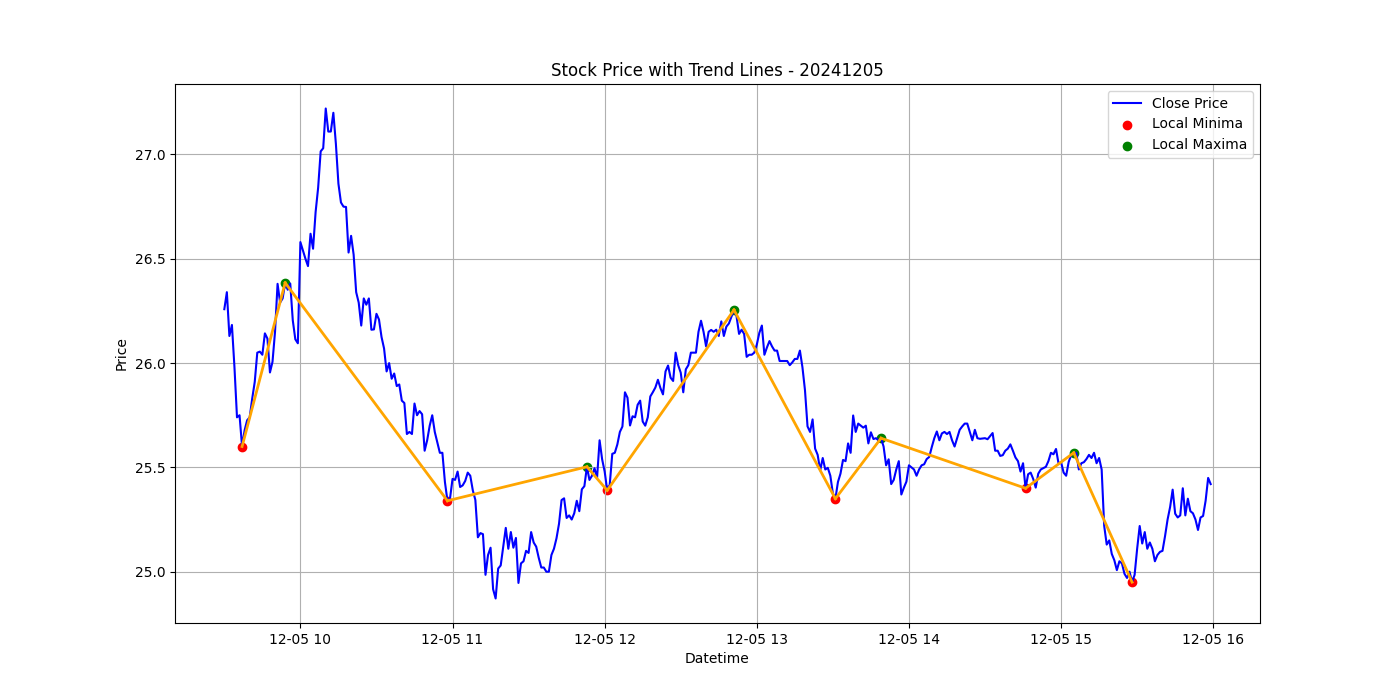 Stock Price with Trend Lines - 20241205
Close Price
Local Minima
Local Maxima
Price
27.0
26.5
26.0
25.5
25.0
12-05 10
12-05 11
12-05 12
12-05 13
12-05 14
12-05 15
12-05 16
Datetime